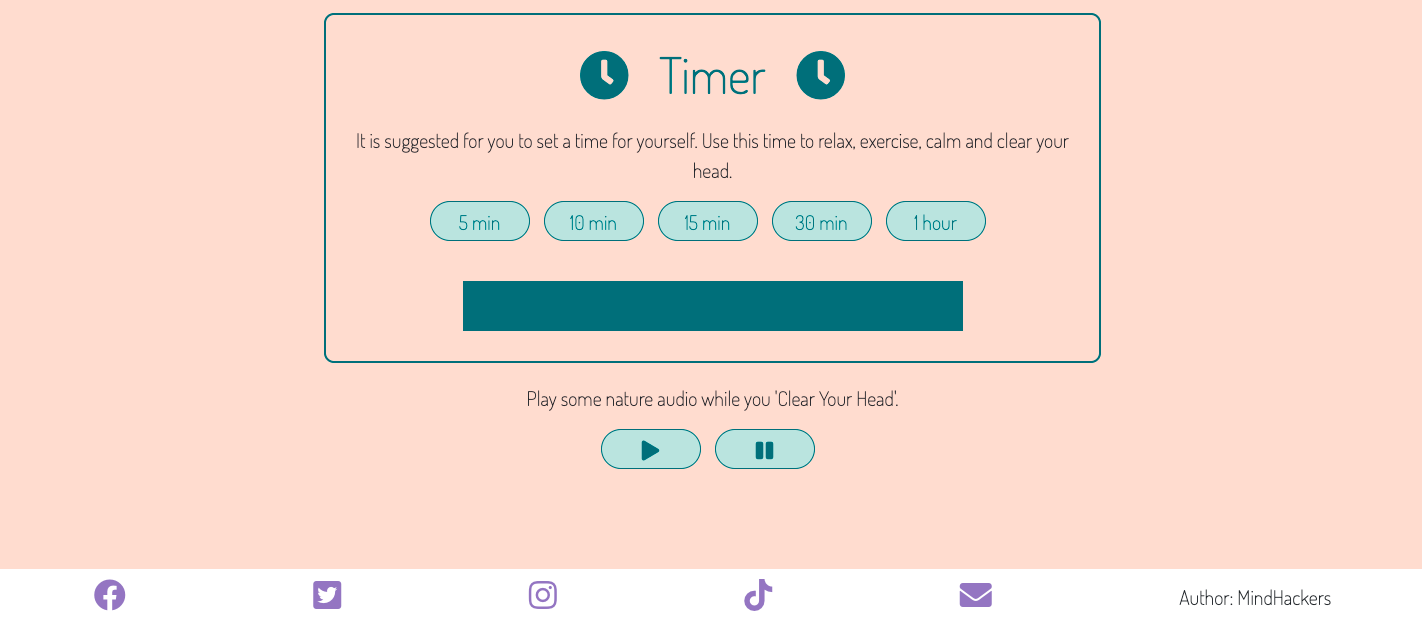 Timer
It is suggested for you to set a time for yourself. Use this time to relax, exercise, calm and clear your
head.
5 min 10 min 15 min 30 min 1 hour
Play some nature audio while you 'Clear Your Head'.
Author: MindHackers